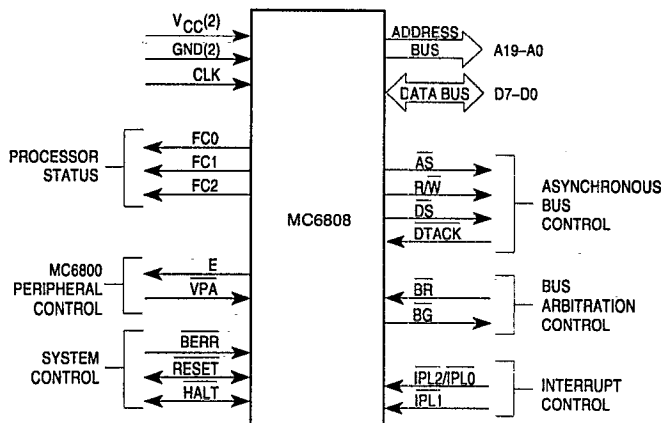 VCC(2)
GND(2)
CLK
PROCESSOR
STATUS
FC0
FC1
FC2
MC6800
PERIPHERAL
CONTROL
E
VPA
SYSTEM
CONTROL
BERR
RESET
HALT
MC6808
ADDRESS
BUS
A19-A0
DATA BUS
D7-D0
AS
R/W
DS
DTACK
ASYNCHRONOUS
BUS
CONTROL
BR
BG
BUS
ARBITRATION
CONTROL
IPL2/IPL0
IPL1
INTERRUPT
CONTROL